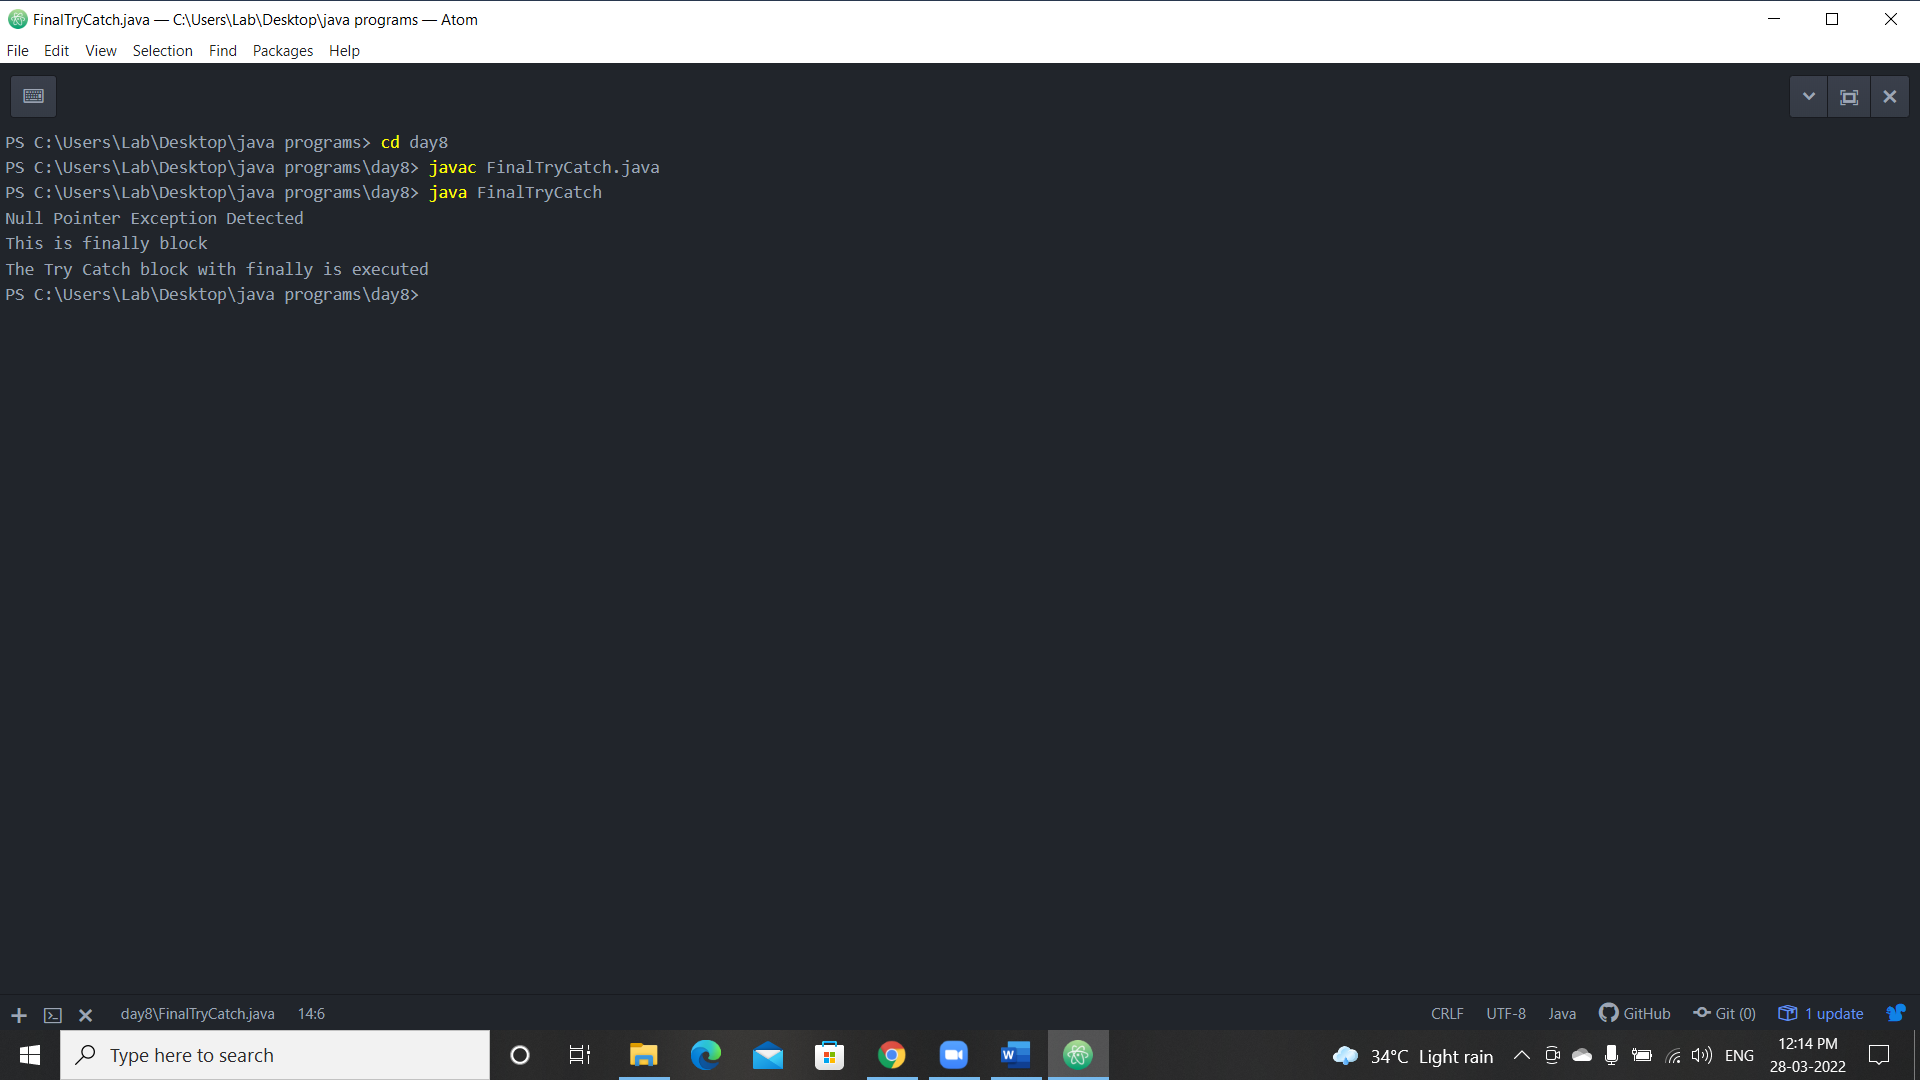 FinalTryCatch.java — C:\Users\Lab\Desktop\java programs — Atom
File Edit View Selection Find Packages Help
PS C:\Users\Lab\Desktop\java programs> cd day8
PS C:\Users\Lab\Desktop\java programs\day8> javac FinalTryCatch.java
PS C:\Users\Lab\Desktop\java programs\day8> java FinalTryCatch
Null Pointer Exception Detected
This is finally block
The Try Catch block with finally is executed
PS C:\Users\Lab\Desktop\java programs\day8>
day8\FinalTryCatch.java 14:6 CRLF UTF-8 Java GitHub Git (0) 1 update
Type here to search 34°C Light rain ENG 12:14 PM
28-03-2022